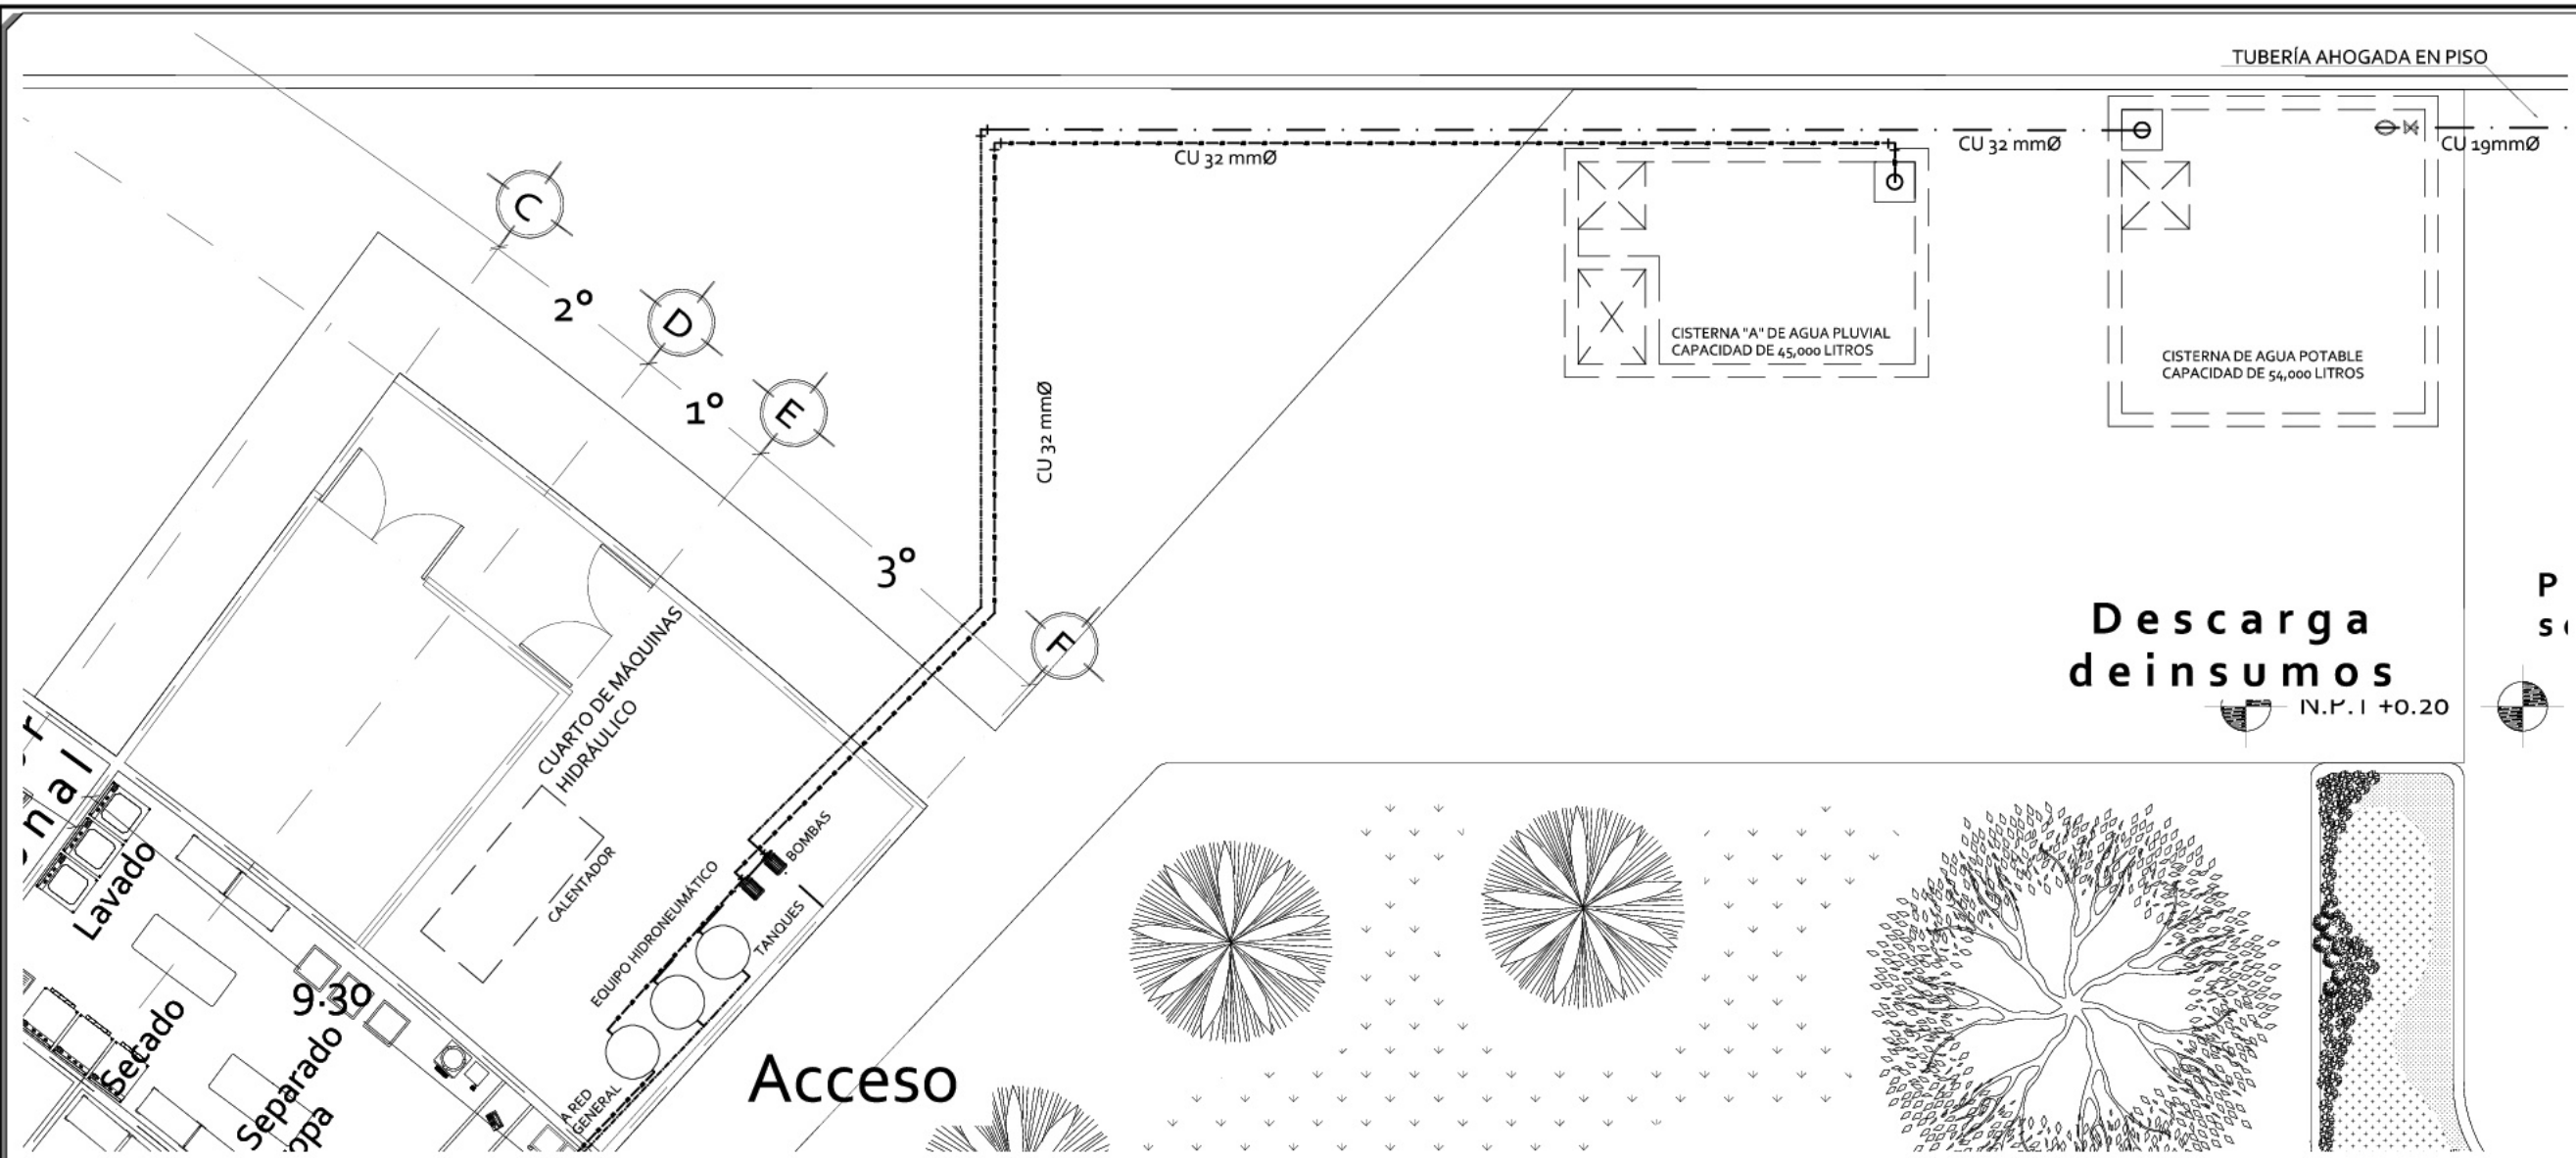 TUBERÍA AHOGADA EN PISO
CU 32 mmØ
CU 32 mmØ
CU 19mmØ
C
2°
D
1°
E
3°
F
CU 32 mmØ
CISTERNA "A" DE AGUA PLUVIAL
CAPACIDAD DE 45,000 LITROS
CISTERNA DE AGUA POTABLE
CAPACIDAD DE 54,000 LITROS
Descarga
deinsumos
N.P.T +0.20
P
CUARTO DE MÁQUINAS
HIDRÁULICO
CALENTADOR
EQUIPO HIDRONEUMÁTICO
BOMBAS
TANQUES
A RED
GENERAL
Lavado
Secado
9.30
Separado
Acceso